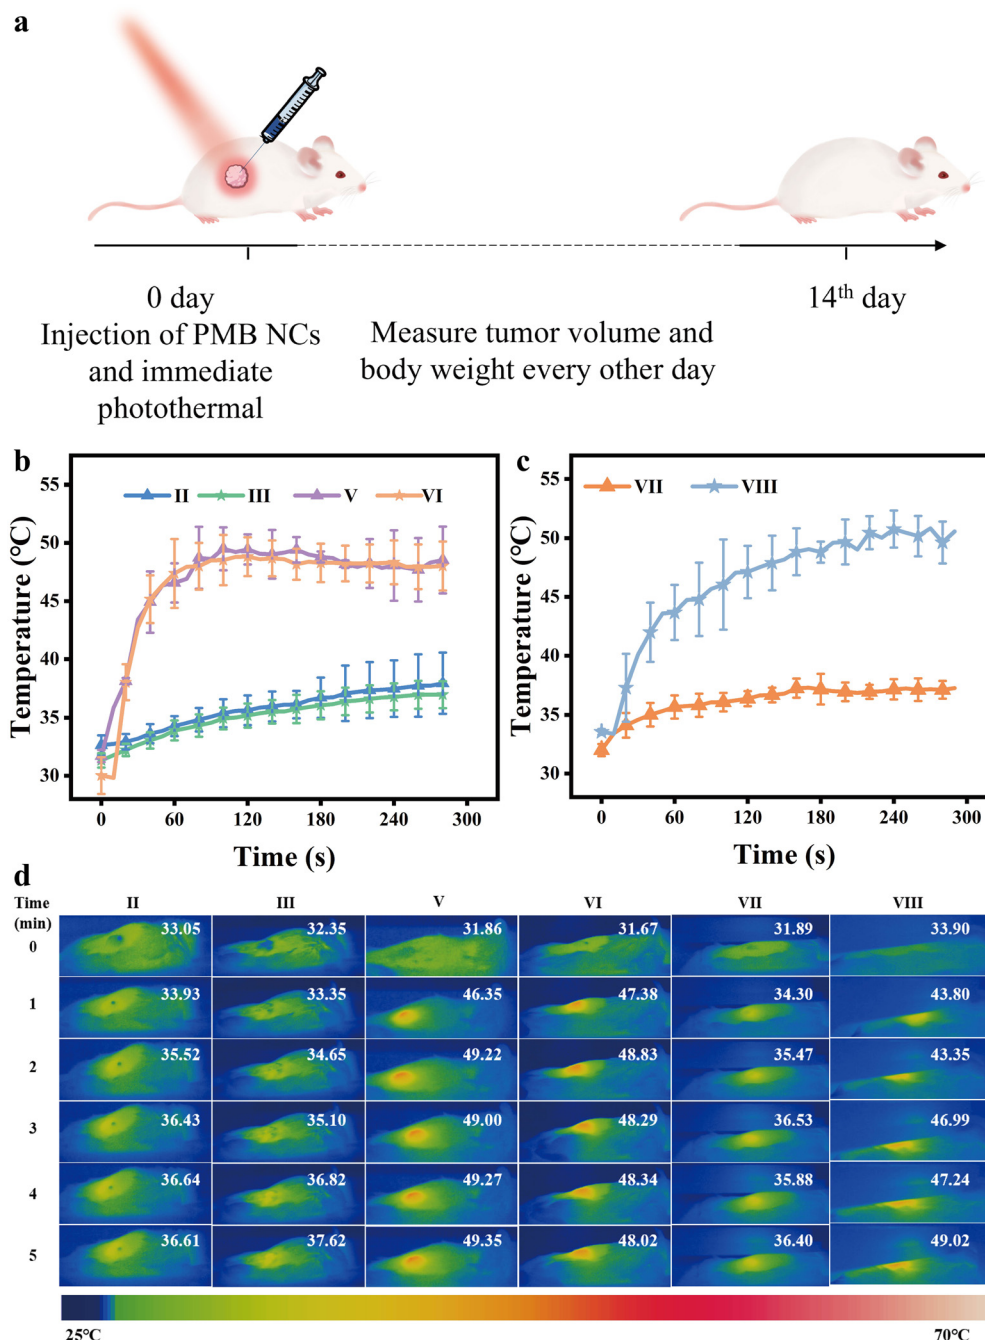 a
0 day
Injection of PMB NCs
and immediate
photothermal
Measure tumor volume and
body weight every other day
14th day
b
II III V VI
Temperature (°C)
55
50
45
40
35
30
0 60 120 180 240 300
Time (s)
c
VII VIII
Temperature (°C)
55
50
45
40
35
30
0 60 120 180 240 300
Time (s)
d
Time
(min)
II III V VI VII VIII
0 33.05 32.35 31.86 31.67 31.89 33.90
1 33.93 33.35 46.35 47.38 34.30 43.80
2 35.52 34.65 49.22 48.83 35.47 43.35
3 36.43 35.10 49.00 48.29 36.53 46.99
4 36.64 36.82 49.27 48.34 35.88 47.24
5 36.61 37.62 49.35 48.02 36.40 49.02
25°C 70°C